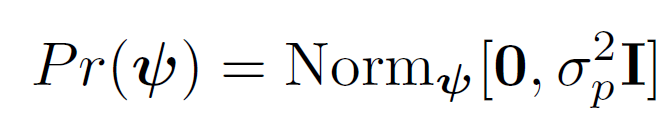 Pr(𝝍) = Norm_𝝍[𝟎, σ_p^2 𝐈]